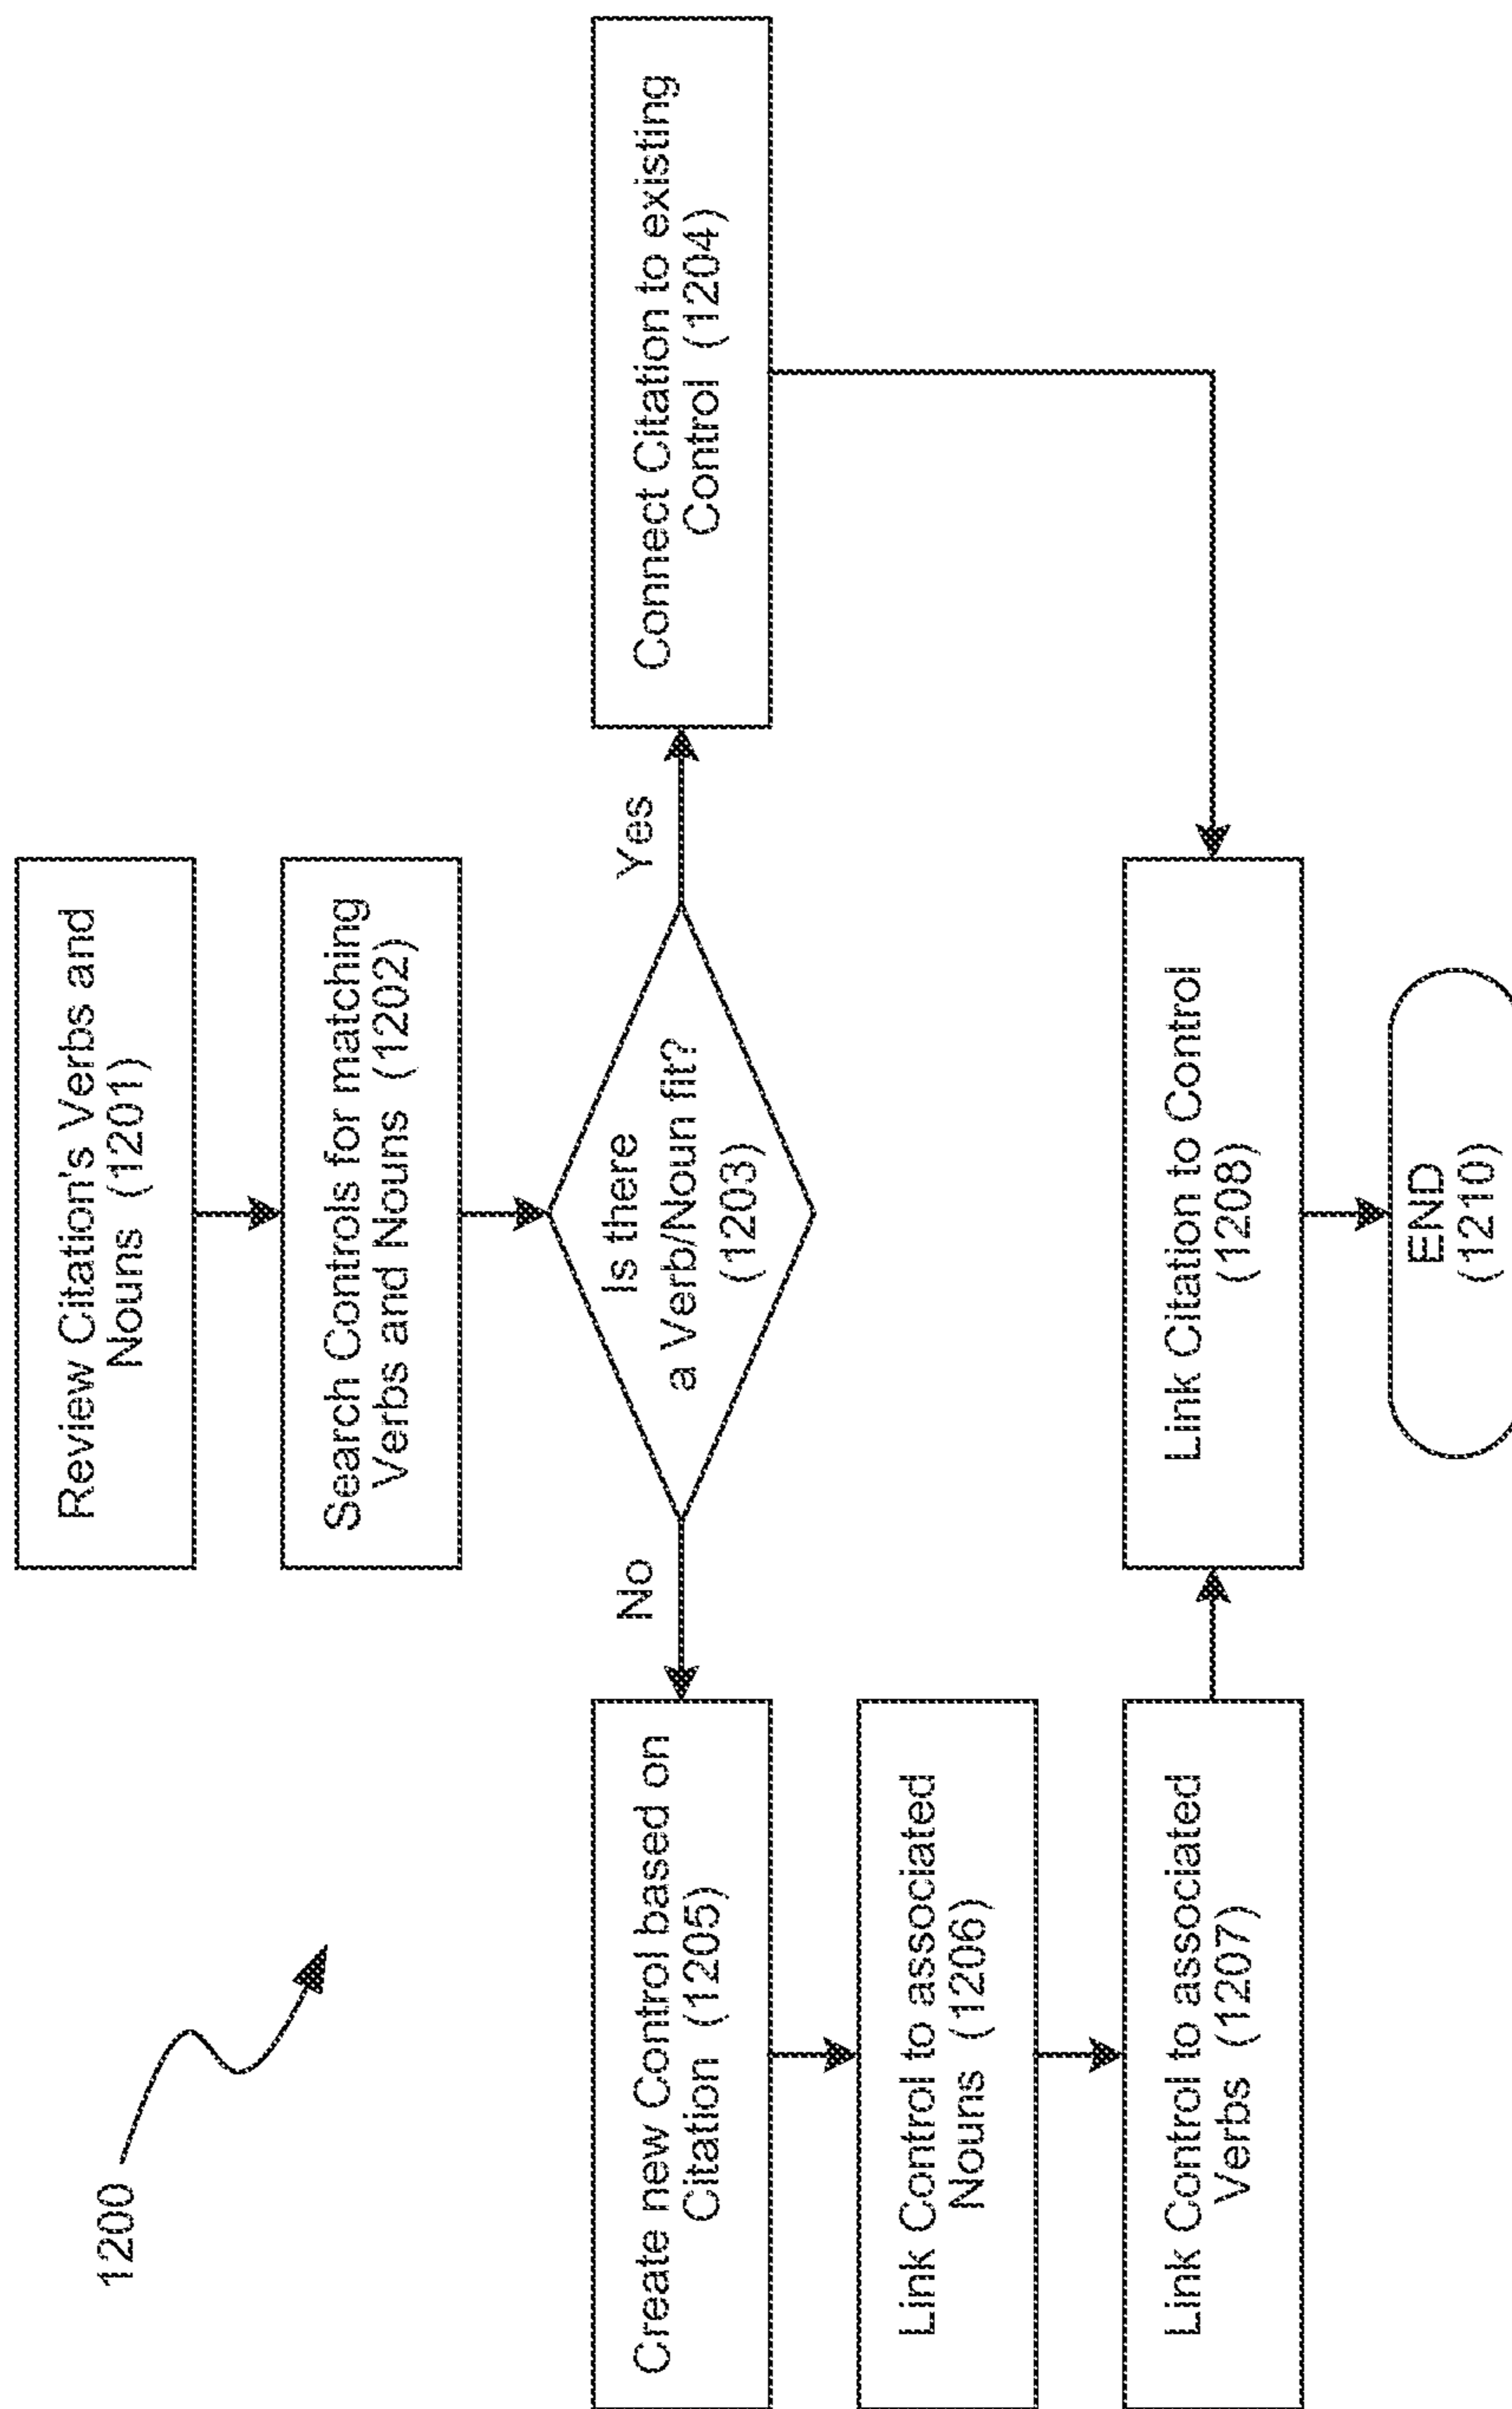 1200
Review Citation's Verbs and
Nouns (1201)
Search Controls for matching
Verbs and Nouns (1202)
Is there
a Verb/Noun fit?
(1203)
No
Yes
Create new Control based on
Citation (1205)
Connect Citation to existing
Control (1204)
Link Control to associated
Nouns (1206)
Link Control to associated
Verbs (1207)
Link Citation to Control
(1208)
END
(1210)